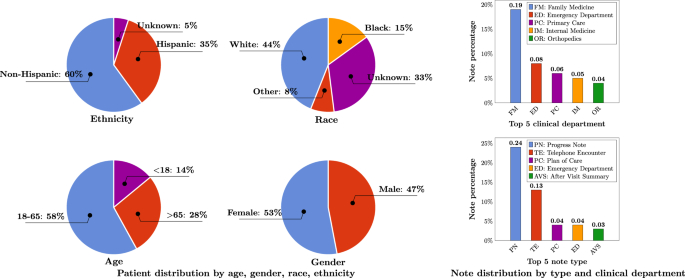 Unknown: 5%
Hispanic: 35%
Non-Hispanic: 60%
Ethnicity
Black: 15%
White: 44%
Unknown: 33%
Other: 8%
Race
<18: 14%
18-65: 58%
>65: 28%
Age
Male: 47%
Female: 53%
Gender
Patient distribution by age, gender, race, ethnicity
Note percentage
20%
15%
10%
5%
0%
0.19
0.08
0.06
0.05
0.04
FM: Family Medicine
ED: Emergency Department
PC: Primary Care
IM: Internal Medicine
OR: Orthopedics
FM
ED
PC
IM
OR
Top 5 clinical department
Note percentage
25%
20%
15%
10%
5%
0%
0.24
0.13
0.04
0.04
0.03
PN: Progress Note
TE: Telephone Encounter
PC: Plan of Care
ED: Emergency Department
AVS: After Visit Summary
PN
TE
PC
ED
AVS
Top 5 note type
Note distribution by type and clinical department